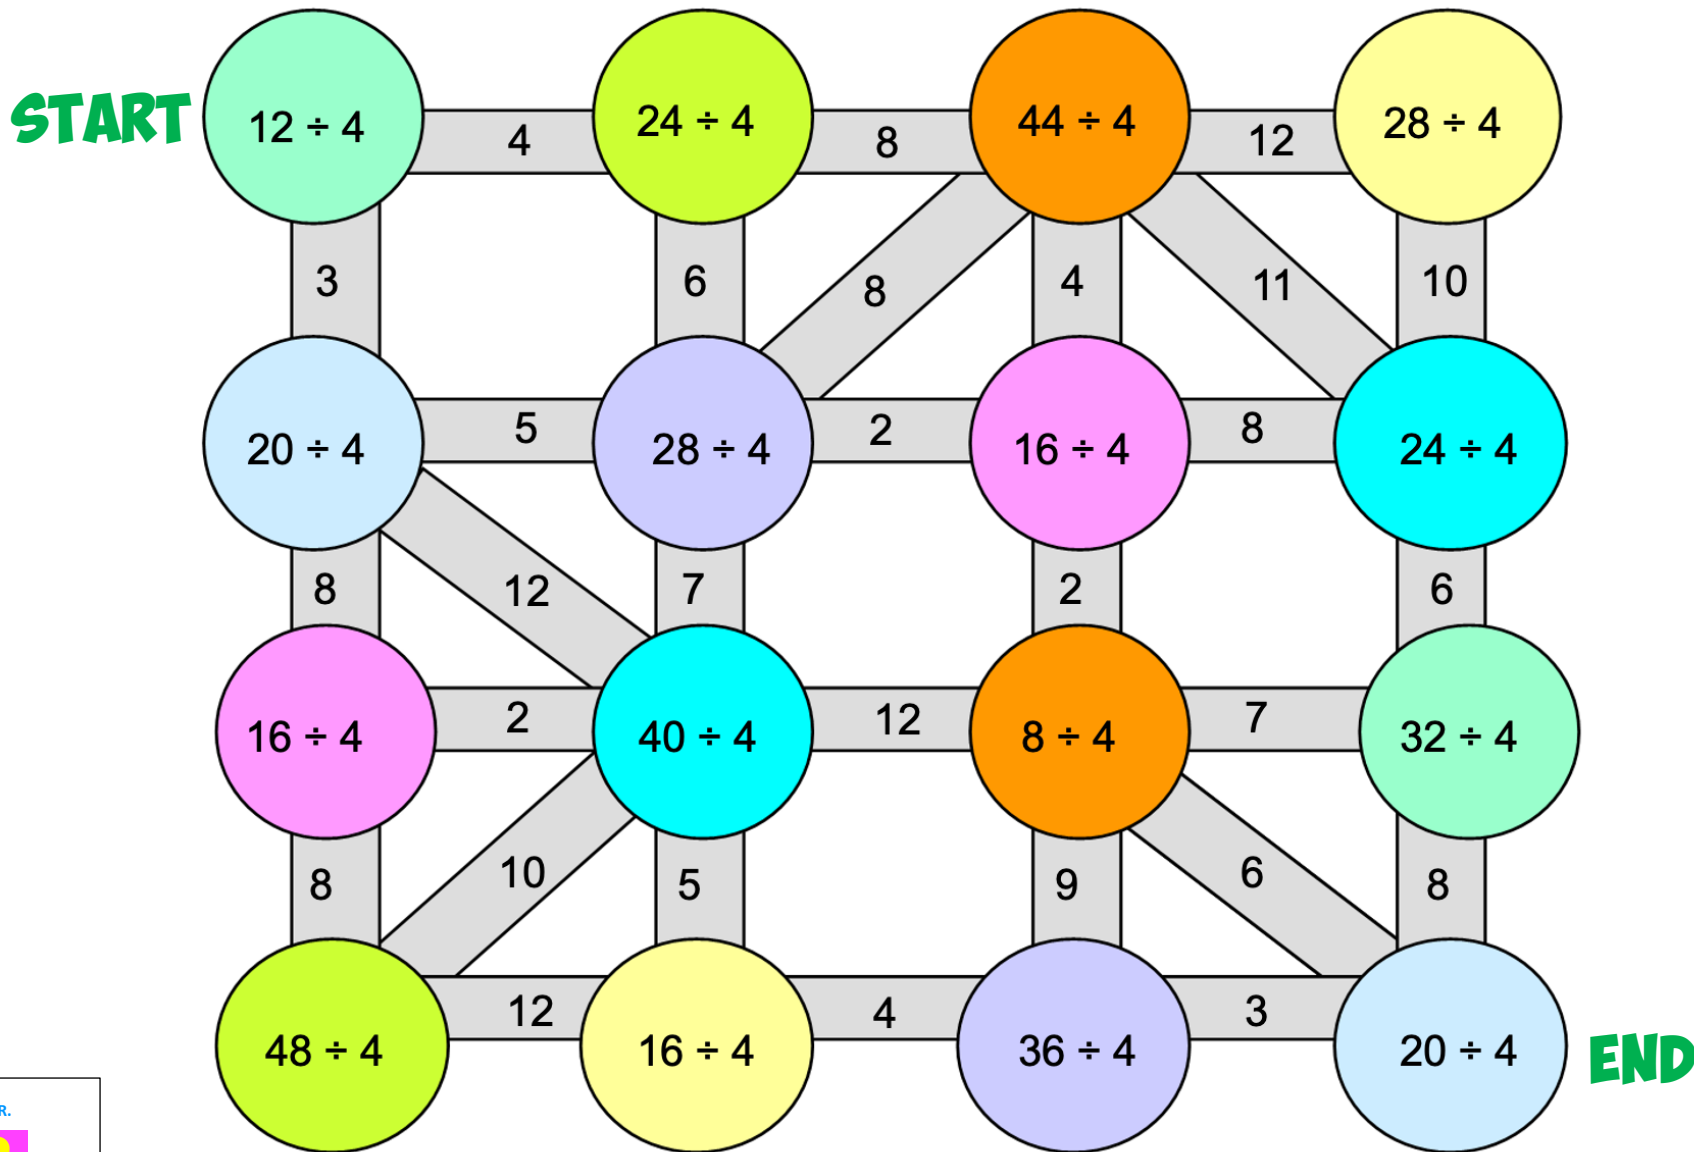 START
12 ÷ 4 4 24 ÷ 4 8 44 ÷ 4 12 28 ÷ 4
3 6 8 4 11 10
20 ÷ 4 5 28 ÷ 4 2 16 ÷ 4 8 24 ÷ 4
8 12 7 2 6
16 ÷ 4 2 40 ÷ 4 12 8 ÷ 4 7 32 ÷ 4
8 10 5 9 6 8
48 ÷ 4 12 16 ÷ 4 4 36 ÷ 4 3 20 ÷ 4
END
R.